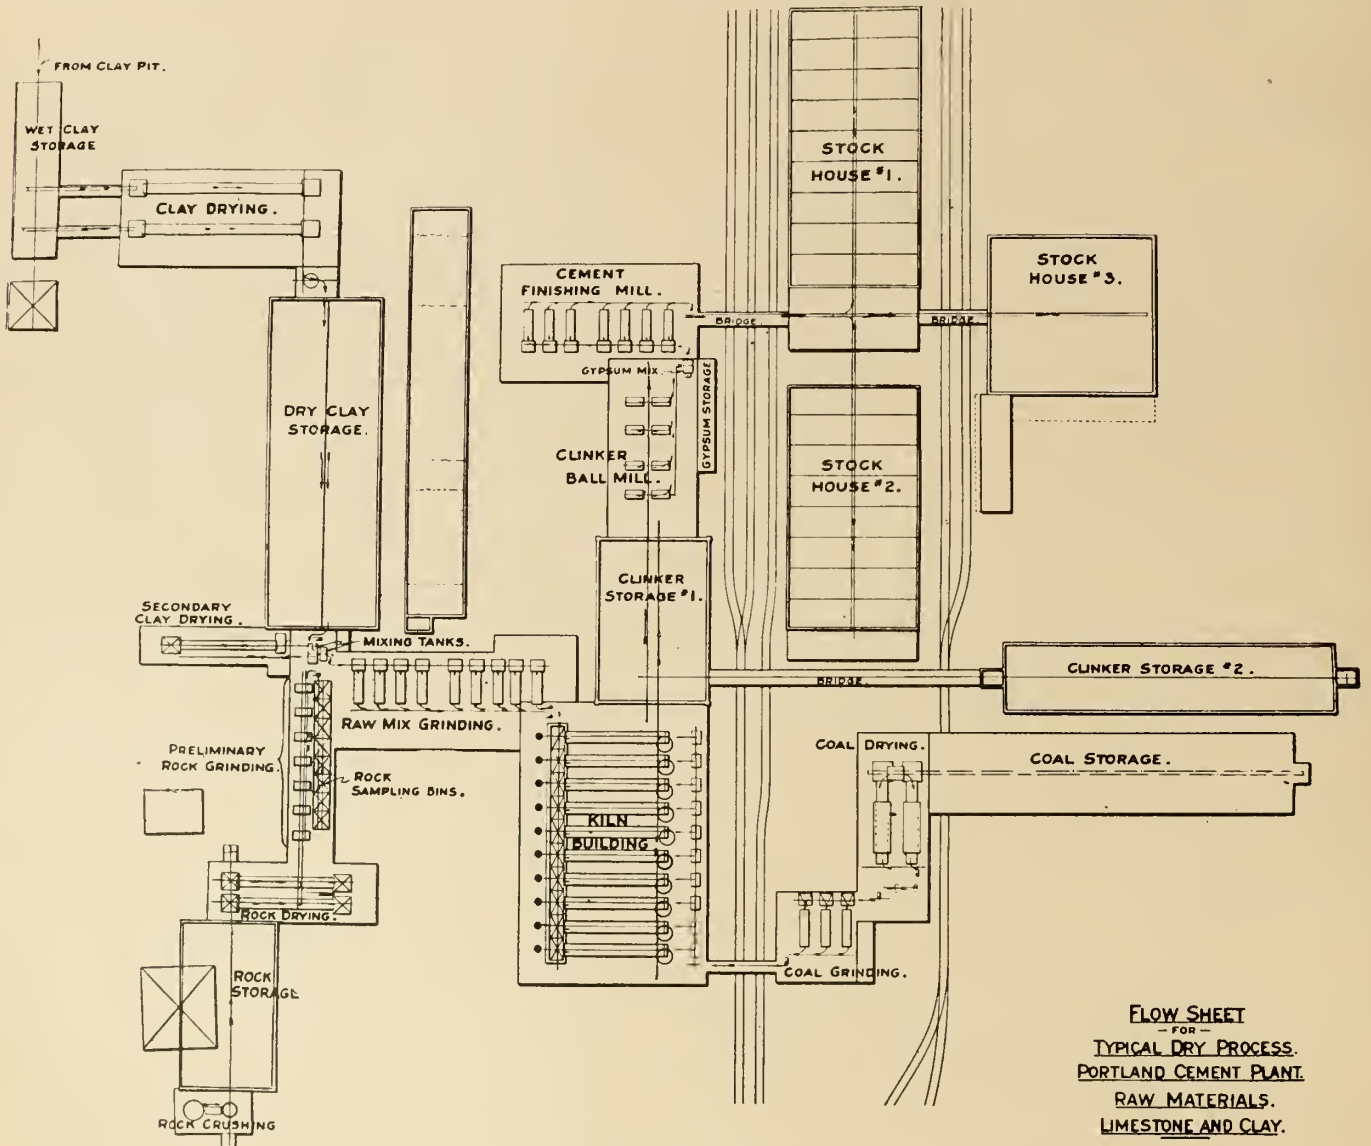 FROM CLAY PIT.
WET CLAY
STORAGE
CLAY DRYING.
STOCK
HOUSE #1.
CEMENT
FINISHING MILL.
STOCK
HOUSE #3.
BRIDGE.
BRIDGE.
GYPSUM MIX.
GYPSUM STORAGE
DRY CLAY
STORAGE.
CLINKER
BALL MILL.
STOCK
HOUSE #2.
CLINKER
STORAGE #1.
SECONDARY
CLAY DRYING.
MIXING TANKS.
CLINKER STORAGE #2.
BRIDGE.
RAW MIX GRINDING.
PRELIMINARY
ROCK GRINDING.
ROCK
SAMPLING BINS.
COAL DRYING.
COAL STORAGE.
KILN
BUILDING
ROCK DRYING.
COAL GRINDING.
ROCK
STORAGE
ROCK CRUSHING
FLOW SHEET
- FOR -
TYPICAL DRY PROCESS.
PORTLAND CEMENT PLANT.
RAW MATERIALS.
LIMESTONE AND CLAY.